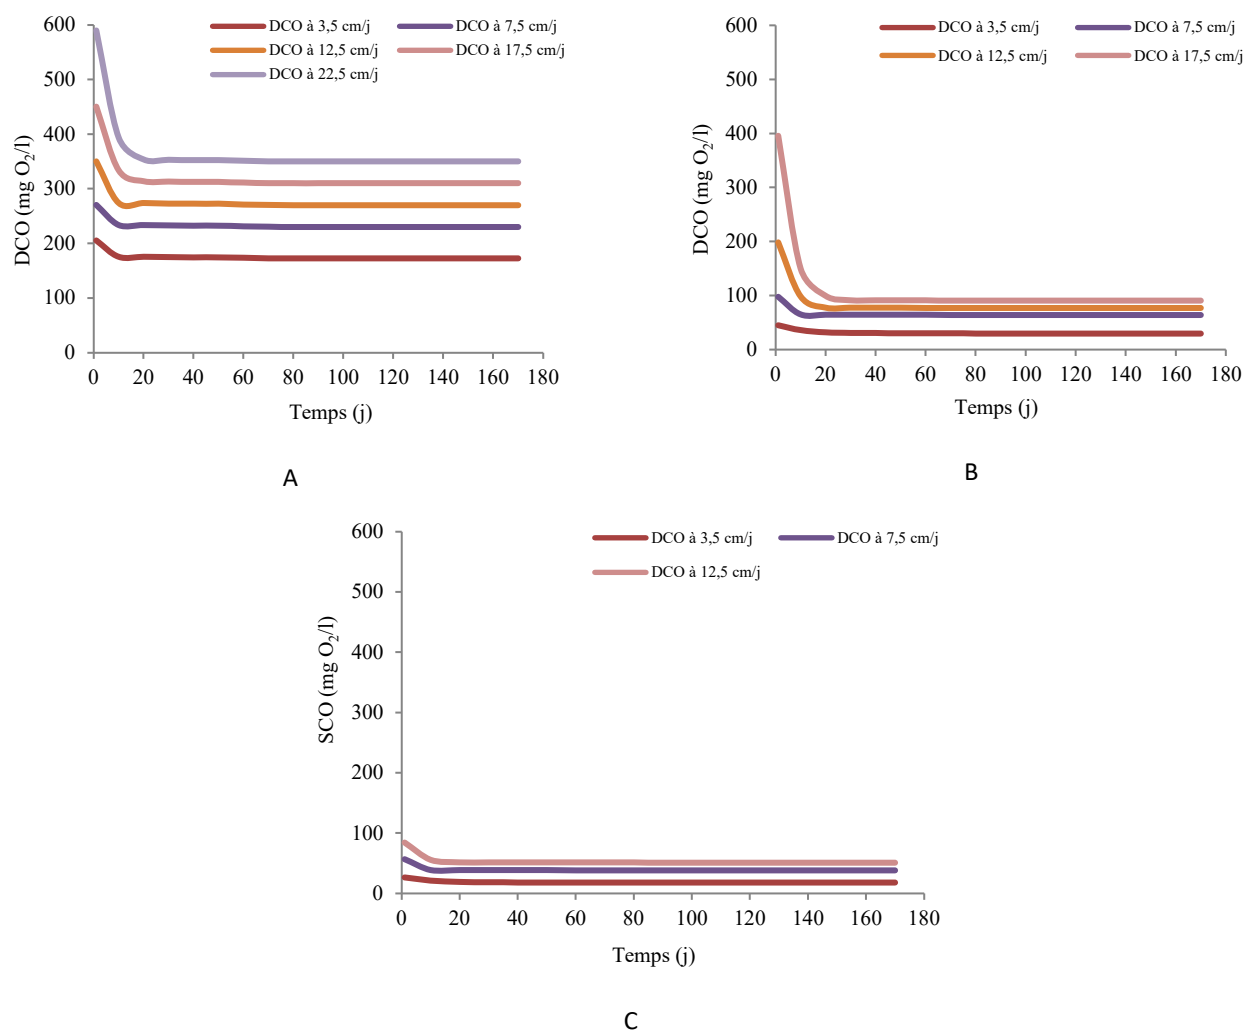 DCO à 3,5 cm/j DCO à 7,5 cm/j
DCO à 12,5 cm/j DCO à 17,5 cm/j
DCO à 22,5 cm/j
600
500
400
300
200
100
0
DCO (mg O₂/l)
0 20 40 60 80 100 120 140 160 180
Temps (j)
A
DCO à 3,5 cm/j DCO à 7,5 cm/j
DCO à 12,5 cm/j DCO à 17,5 cm/j
600
500
400
300
200
100
0
DCO (mg O₂/l)
0 20 40 60 80 100 120 140 160 180
Temps (j)
B
DCO à 3,5 cm/j DCO à 7,5 cm/j
DCO à 12,5 cm/j
600
500
400
300
200
100
0
SCO (mg O₂/l)
0 20 40 60 80 100 120 140 160 180
Temps (j)
C